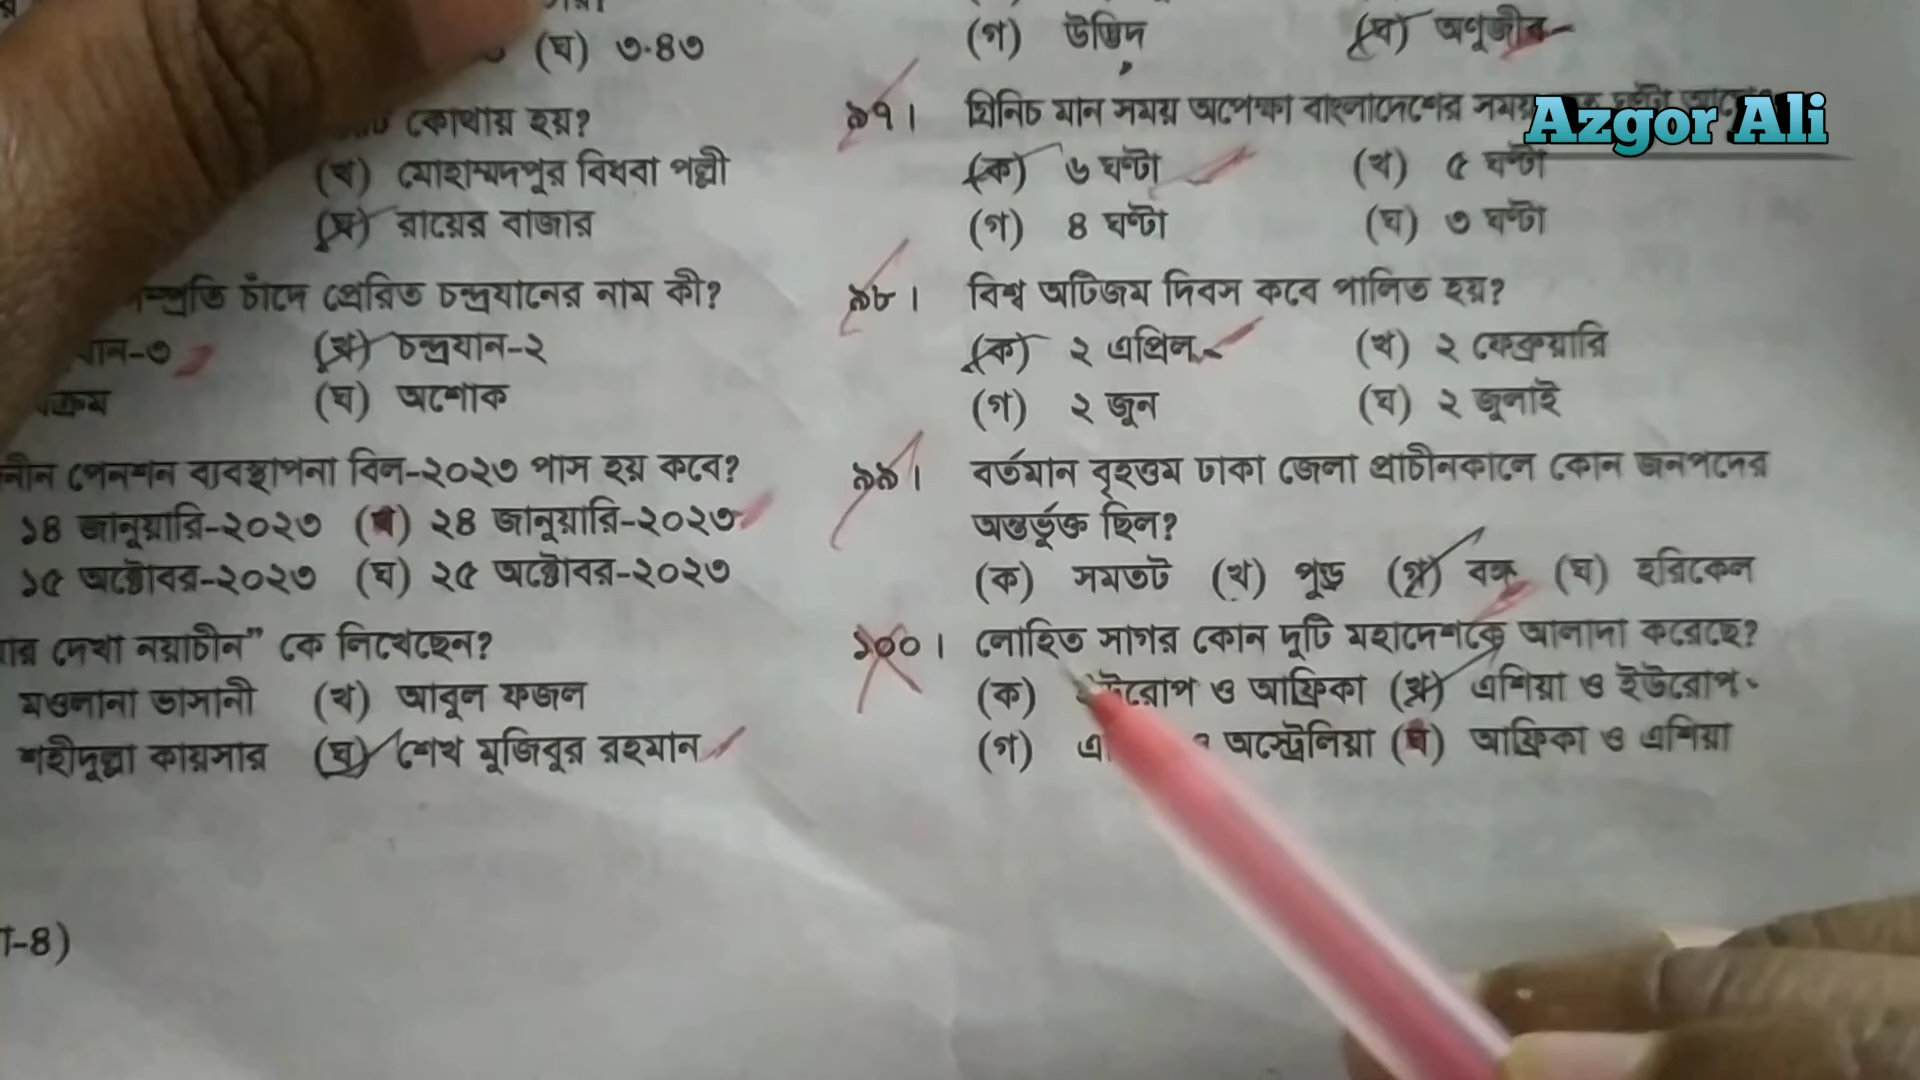 (ঘ) ৩.৪৩
কোথায় হয়?
(খ) মোহাম্মদপুর বিধবা পল্লী
(ঘ) রায়ের বাজার
সম্প্রতি চাঁদে প্রেরিত চন্দ্রযানের নাম কী?
যান-৩ (খ) চন্দ্রযান-২
(ঘ) অশোক
পেনশন ব্যবস্থাপনা বিল-২০২৩ পাস হয় কবে?
১৪ জানুয়ারি-২০২৩ (খ) ২৪ জানুয়ারি-২০২৩
১৫ অক্টোবর-২০২৩ (ঘ) ২৫ অক্টোবর-২০২৩
দেখা নয়াচীন” কে লিখেছেন?
মওলানা ভাসানী (খ) আবুল ফজল
শহীদুল্লা কায়সার (ঘ) শেখ মুজিবুর রহমান
-৪)
(গ) উদ্ভিদ (ঘ) অণুজীব
৯৭। গ্রিনিচ মান সময় অপেক্ষা বাংলাদেশের সময়
(ক) ৬ ঘণ্টা (খ) ৫ ঘণ্টা
(গ) ৪ ঘণ্টা (ঘ) ৩ ঘণ্টা
৯৮। বিশ্ব অটিজম দিবস কবে পালিত হয়?
(ক) ২ এপ্রিল (খ) ২ ফেব্রুয়ারি
(গ) ২ জুন (ঘ) ২ জুলাই
৯৯। বর্তমান বৃহত্তম ঢাকা জেলা প্রাচীনকালে কোন জনপদের
অন্তর্ভুক্ত ছিল?
(ক) সমতট (খ) পুন্ড্র (গ) বঙ্গ (ঘ) হরিকেল
১০০। লোহিত সাগর কোন দুটি মহাদেশকে আলাদা করেছে?
(ক) ইউরোপ ও আফ্রিকা (খ) এশিয়া ও ইউরোপ
(গ) অস্ট্রেলিয়া (ঘ) আফ্রিকা ও এশিয়া
Azgor Ali